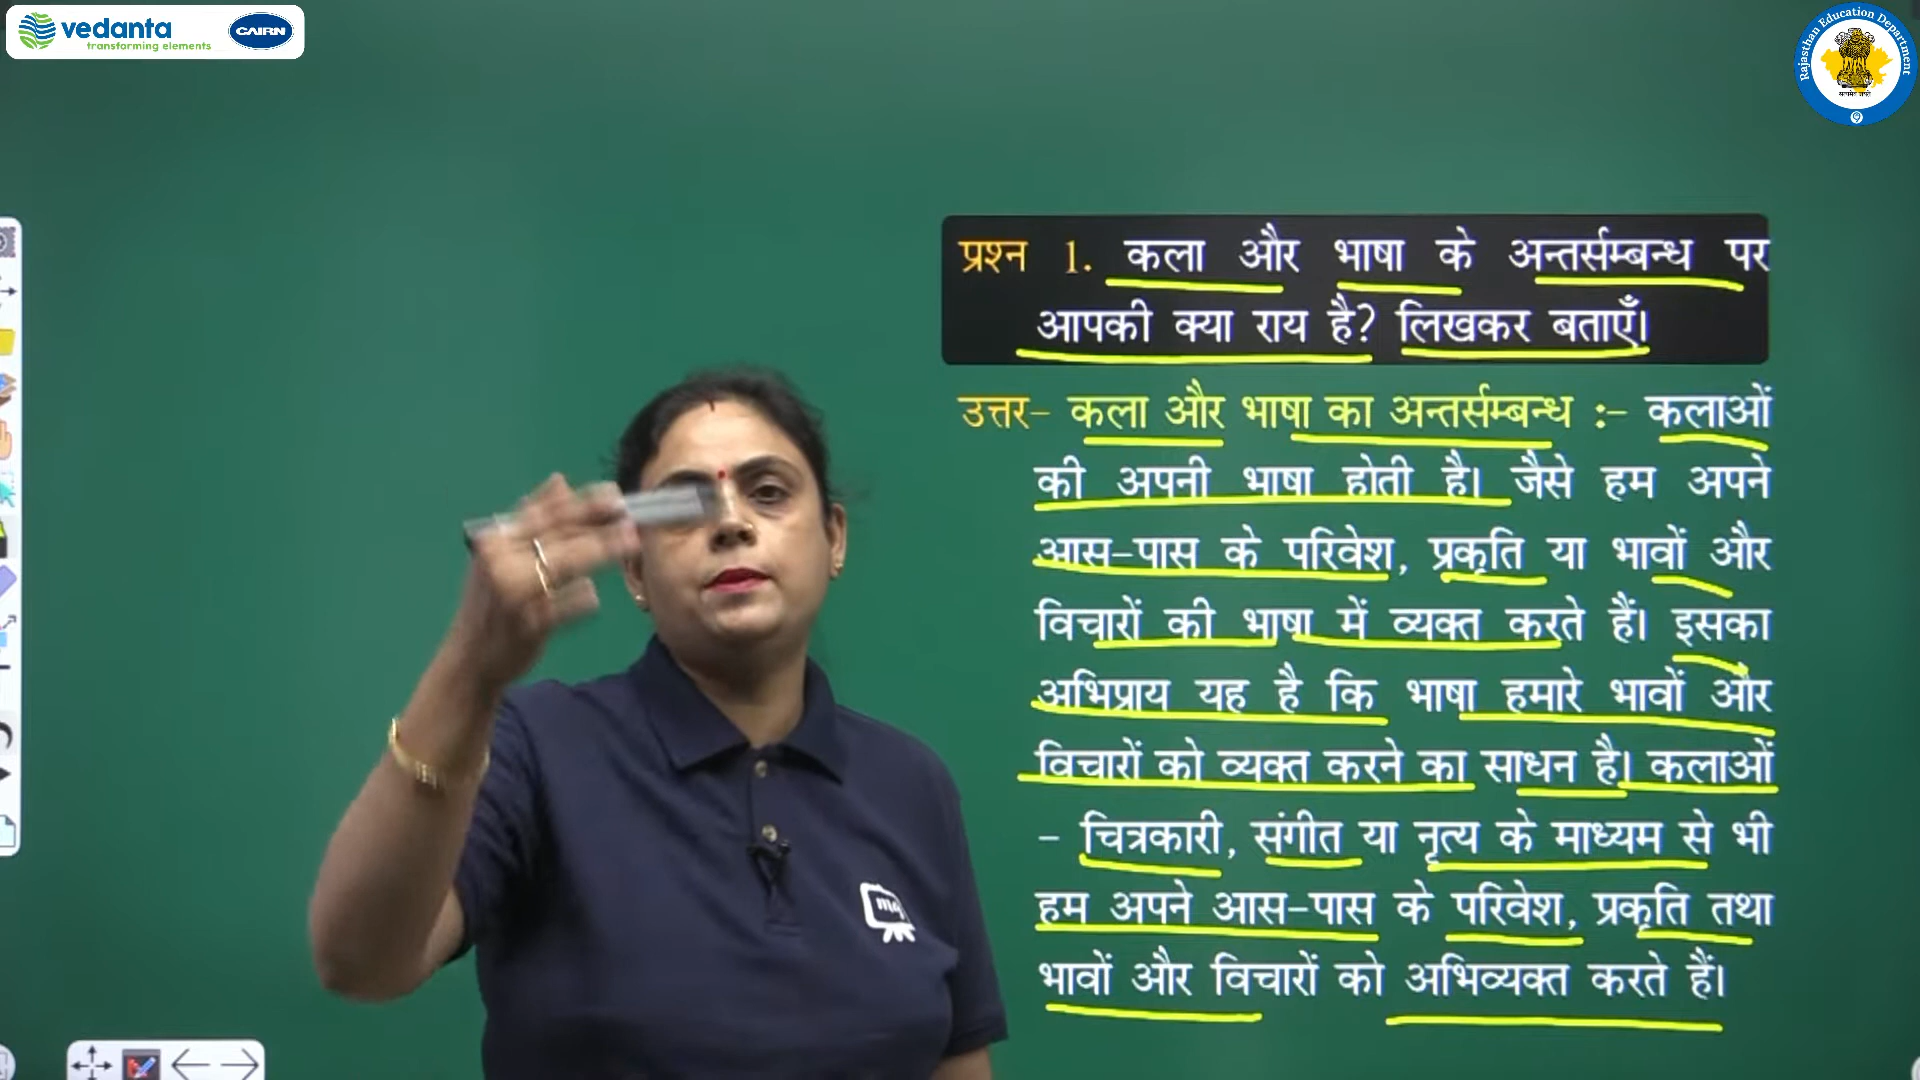 vedanta
transforming elements
CAIRN
Rajasthan Education Department
प्रश्न 1. कला और भाषा के अन्तर्सम्बन्ध पर
आपकी क्या राय है? लिखकर बताएँ।
उत्तर- कला और भाषा का अन्तर्सम्बन्ध :- कलाओं
की अपनी भाषा होती है। जैसे हम अपने
आस-पास के परिवेश, प्रकृति या भावों और
विचारों की भाषा में व्यक्त करते हैं। इसका
अभिप्राय यह है कि भाषा हमारे भावों और
विचारों को व्यक्त करने का साधन है। कलाओं
- चित्रकारी, संगीत या नृत्य के माध्यम से भी
हम अपने आस-पास के परिवेश, प्रकृति तथा
भावों और विचारों को अभिव्यक्त करते हैं।